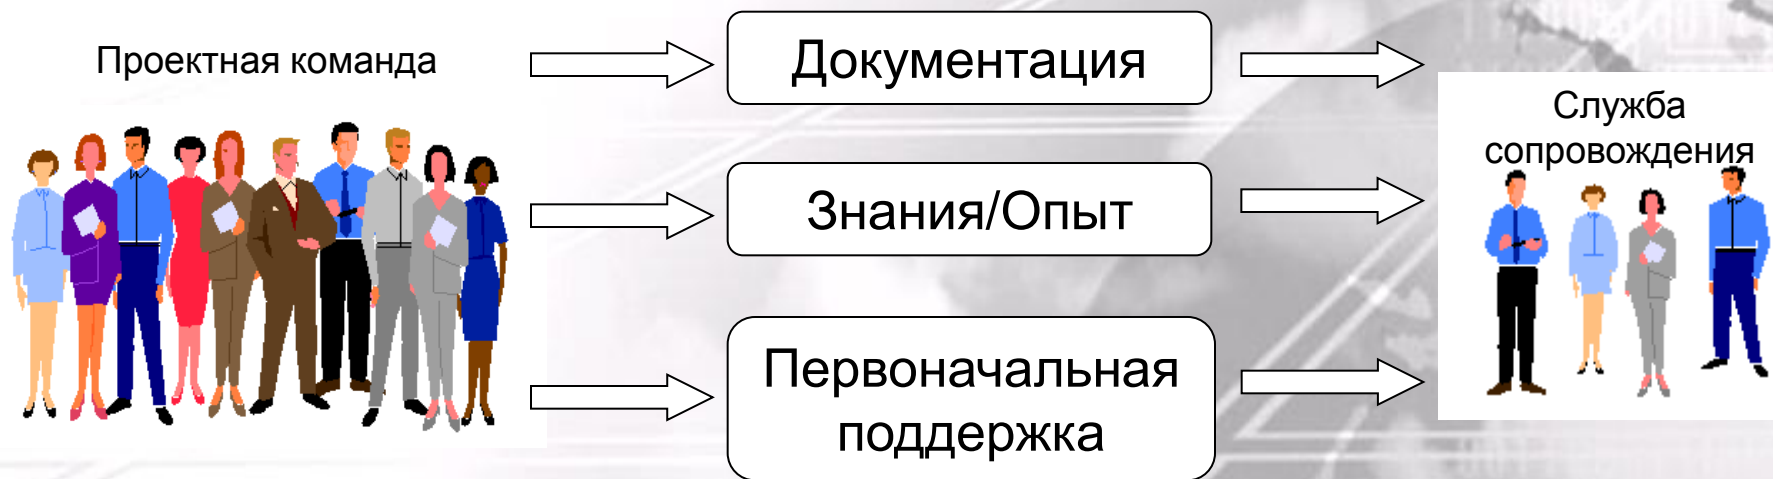 Проектная команда
Документация
Знания/Опыт
Первоначальная
поддержка
Служба
сопровождения